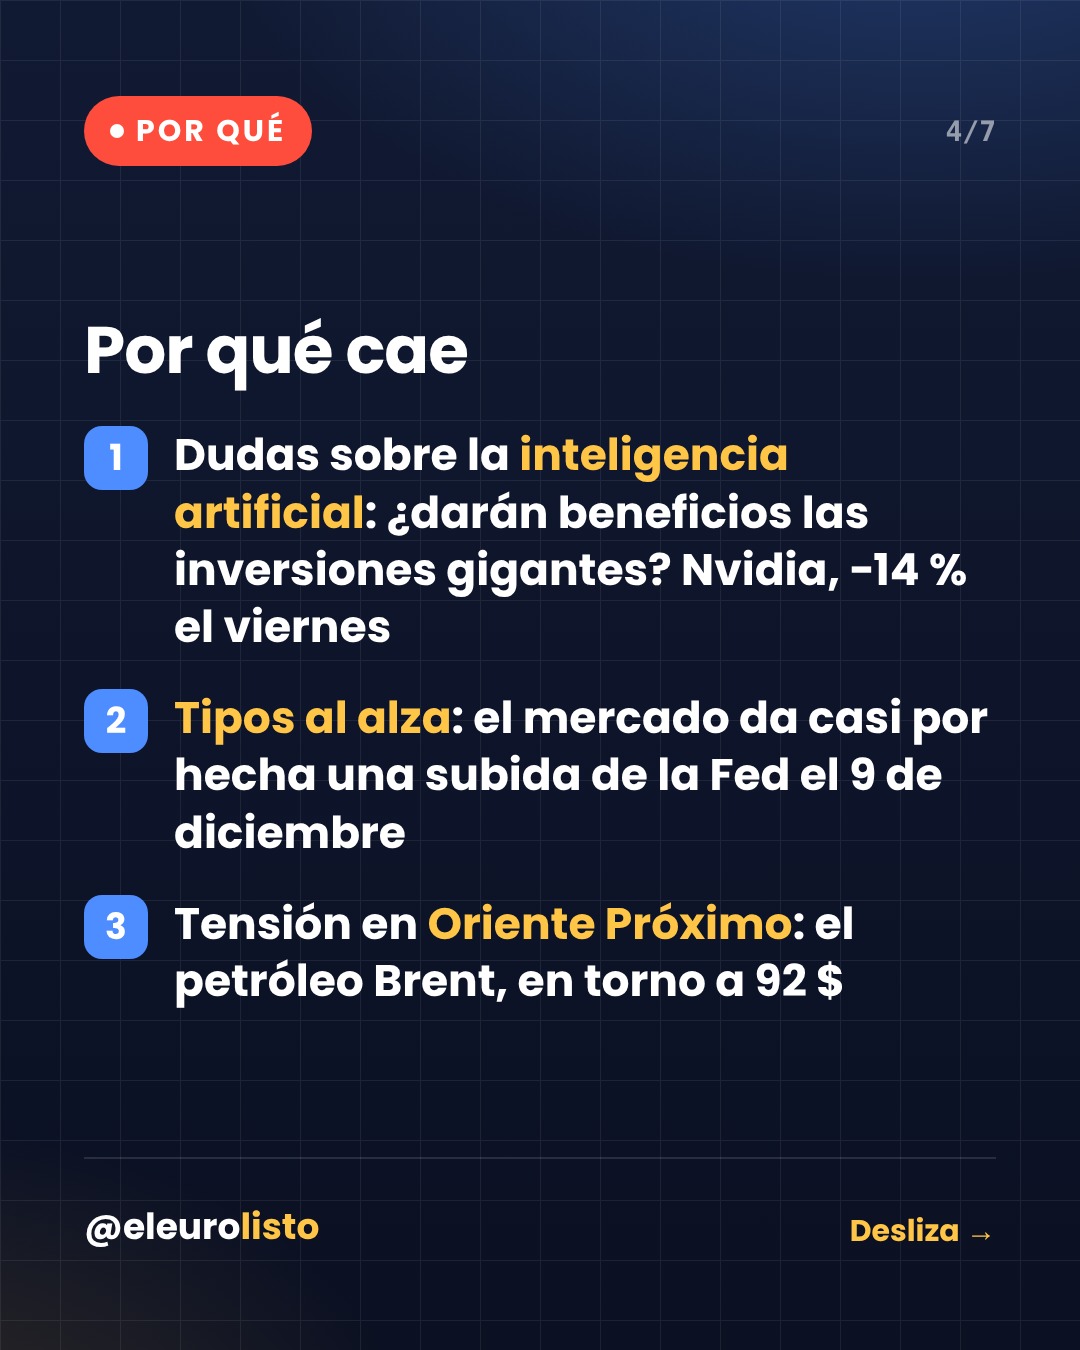 POR QUÉ
4/7
Por qué cae
1
Dudas sobre la inteligencia
artificial: ¿darán beneficios las
inversiones gigantes? Nvidia, −14 %
el viernes
2
Tipos al alza: el mercado da casi por
hecha una subida de la Fed el 9 de
diciembre
3
Tensión en Oriente Próximo: el
petróleo Brent, en torno a 92 $
@eleurolisto
Desliza →